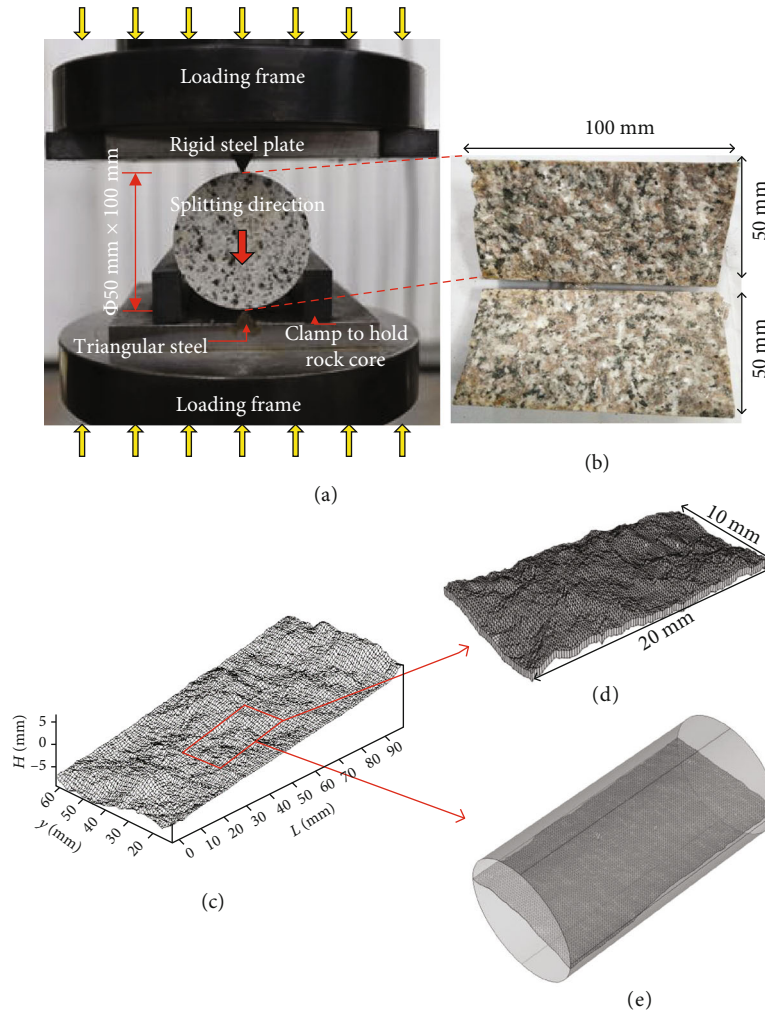 Loading frame
Rigid steel plate
Φ50 mm × 100 mm
Splitting direction
Triangular steel
Clamp to hold
rock core
Loading frame
(a)
100 mm
50 mm
50 mm
(b)
H (mm)
5
0
−5
60
50
40
30
20
y (mm)
0
10
20
30
40
50
60
70
80
90
L (mm)
(c)
10 mm
20 mm
(d)
(e)